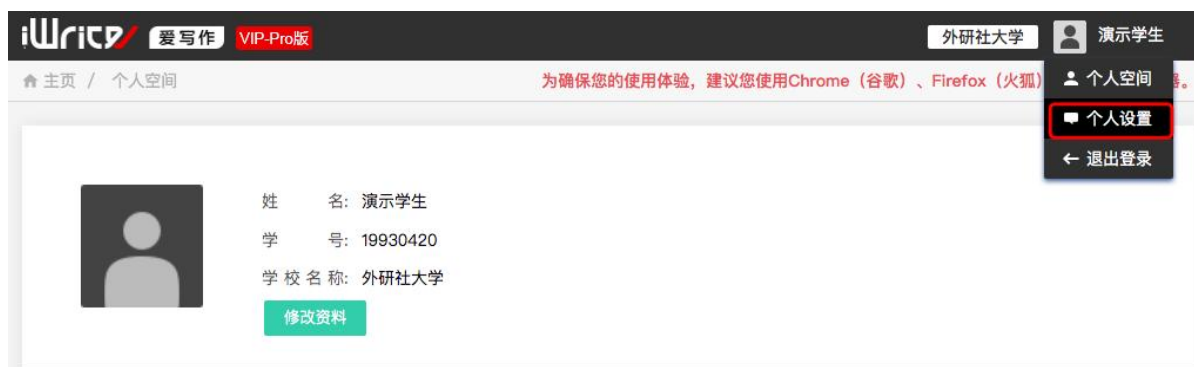 iWrite 爱写作 VIP-Pro版 外研社大学 演示学生
主页 / 个人空间 为确保您的使用体验，建议您使用Chrome（谷歌）、Firefox（火狐） 器。
个人空间
个人设置
退出登录
姓 名: 演示学生
学 号: 19930420
学校名称: 外研社大学
修改资料